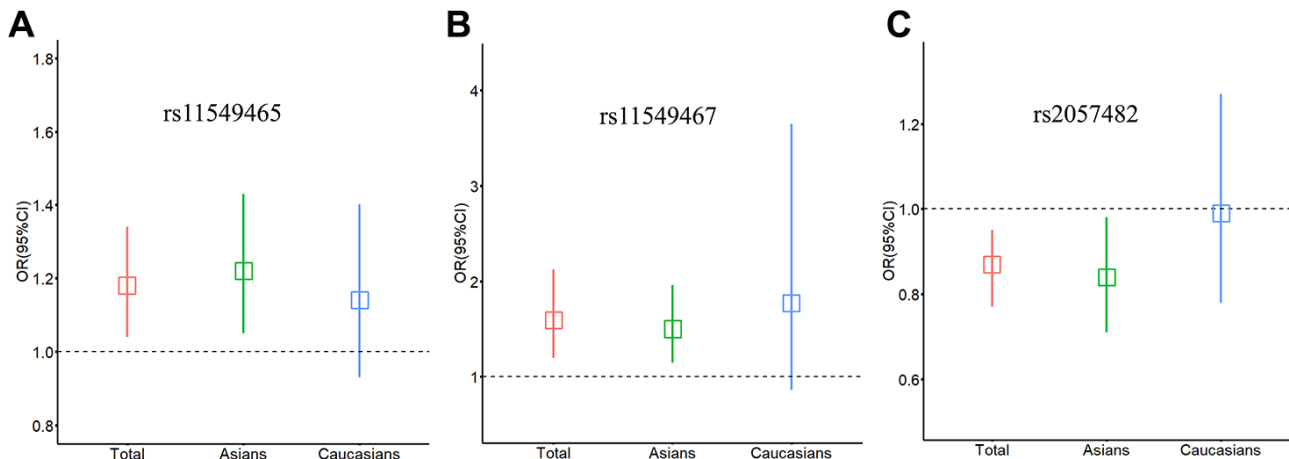 A
rs11549465
OR(95%CI)
1.8
1.6
1.4
1.2
1.0
0.8
Total Asians Caucasians
B
rs11549467
OR(95%CI)
4
3
2
1
Total Asians Caucasians
C
rs2057482
OR(95%CI)
1.2
1.0
0.8
0.6
Total Asians Caucasians